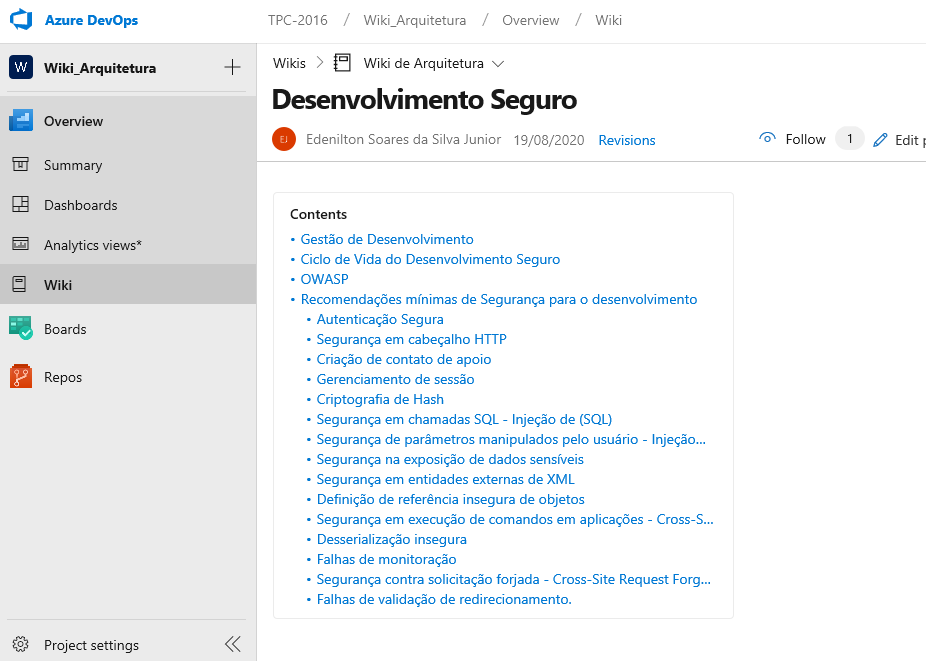 Azure DevOps
TPC-2016 / Wiki_Arquitetura / Overview / Wiki
W Wiki_Arquitetura
Overview
Summary
Dashboards
Analytics views*
Wiki
Boards
Repos
Project settings
Wikis > Wiki de Arquitetura
Desenvolvimento Seguro
EJ Edenilton Soares da Silva Junior 19/08/2020 Revisions Follow 1 Edit
Contents
• Gestão de Desenvolvimento
• Ciclo de Vida do Desenvolvimento Seguro
• OWASP
• Recomendações mínimas de Segurança para o desenvolvimento
• Autenticação Segura
• Segurança em cabeçalho HTTP
• Criação de contato de apoio
• Gerenciamento de sessão
• Criptografia de Hash
• Segurança em chamadas SQL - Injeção de (SQL)
• Segurança de parâmetros manipulados pelo usuário - Injeção...
• Segurança na exposição de dados sensíveis
• Segurança em entidades externas de XML
• Definição de referência insegura de objetos
• Segurança em execução de comandos em aplicações - Cross-S...
• Desserialização insegura
• Falhas de monitoração
• Segurança contra solicitação forjada - Cross-Site Request Forg...
• Falhas de validação de redirecionamento.